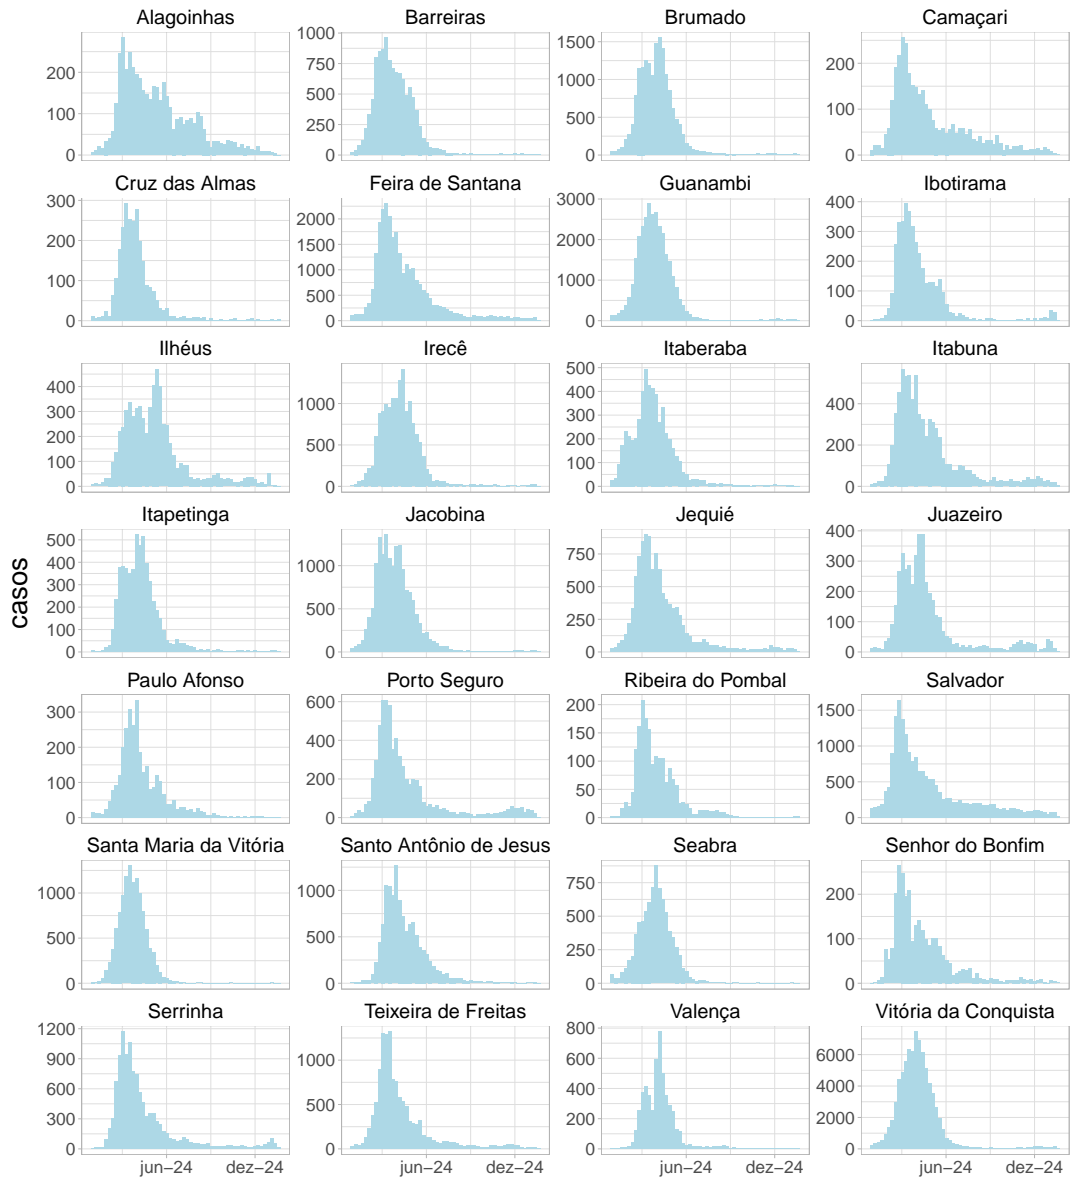 Alagoinhas Barreiras Brumado Camaçari
200 100 0
1000 750 500 250 0
1500 1000 500 0
200 100 0
Cruz das Almas Feira de Santana Guanambi Ibotirama
300 200 100 0
2000 1500 1000 500 0
3000 2000 1000 0
400 300 200 100 0
Ilhéus Irecê Itaberaba Itabuna
400 300 200 100 0
1000 500 0
500 400 300 200 100 0
400 200 0
casos
Itapetinga Jacobina Jequié Juazeiro
500 400 300 200 100 0
1000 500 0
750 500 250 0
400 300 200 100 0
Paulo Afonso Porto Seguro Ribeira do Pombal Salvador
300 200 100 0
600 400 200 0
200 150 100 50 0
1500 1000 500 0
Santa Maria da Vitória Santo Antônio de Jesus Seabra Senhor do Bonfim
1000 500 0
1000 500 0
750 500 250 0
200 100 0
Serrinha Teixeira de Freitas Valença Vitória da Conquista
1200 900 600 300 0
1000 500 0
800 600 400 200 0
6000 4000 2000 0
jun–24 dez–24 jun–24 dez–24 jun–24 dez–24 jun–24 dez–24